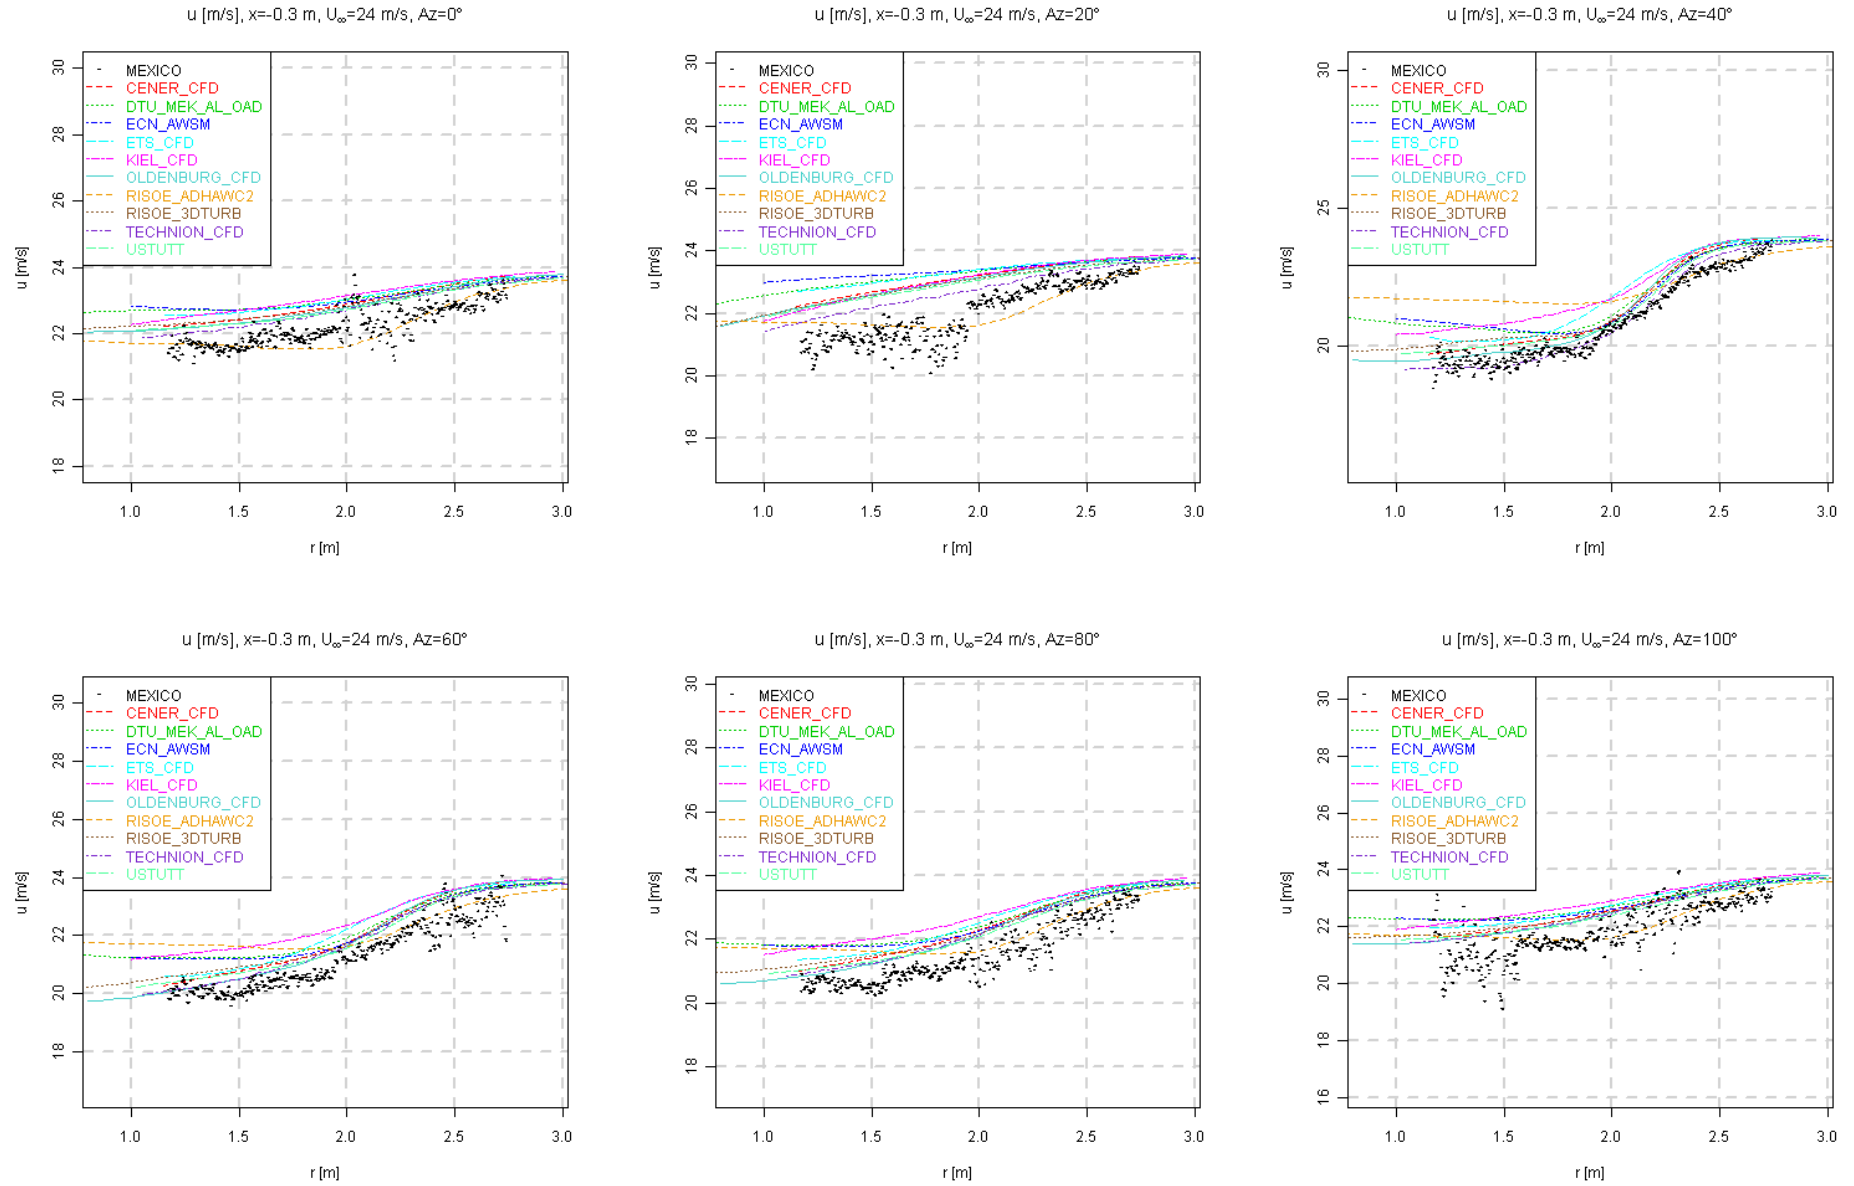 u [m/s], x=-0.3 m, U∞=24 m/s, Az=0°
u [m/s]
30
28
26
24
22
20
18
MEXICO
CENER_CFD
DTU_MEK_AL_OAD
ECN_AWSM
ETS_CFD
KIEL_CFD
OLDENBURG_CFD
RISOE_ADHAWC2
RISOE_3DTURB
TECHNION_CFD
USTUTT
1.0 1.5 2.0 2.5 3.0
r [m]
u [m/s], x=-0.3 m, U∞=24 m/s, Az=20°
u [m/s]
30
28
26
24
22
20
18
MEXICO
CENER_CFD
DTU_MEK_AL_OAD
ECN_AWSM
ETS_CFD
KIEL_CFD
OLDENBURG_CFD
RISOE_ADHAWC2
RISOE_3DTURB
TECHNION_CFD
USTUTT
1.0 1.5 2.0 2.5 3.0
r [m]
u [m/s], x=-0.3 m, U∞=24 m/s, Az=40°
u [m/s]
30
25
20
MEXICO
CENER_CFD
DTU_MEK_AL_OAD
ECN_AWSM
ETS_CFD
KIEL_CFD
OLDENBURG_CFD
RISOE_ADHAWC2
RISOE_3DTURB
TECHNION_CFD
USTUTT
1.0 1.5 2.0 2.5 3.0
r [m]
u [m/s], x=-0.3 m, U∞=24 m/s, Az=60°
u [m/s]
30
28
26
24
22
20
18
MEXICO
CENER_CFD
DTU_MEK_AL_OAD
ECN_AWSM
ETS_CFD
KIEL_CFD
OLDENBURG_CFD
RISOE_ADHAWC2
RISOE_3DTURB
TECHNION_CFD
USTUTT
1.0 1.5 2.0 2.5 3.0
r [m]
u [m/s], x=-0.3 m, U∞=24 m/s, Az=80°
u [m/s]
30
28
26
24
22
20
18
MEXICO
CENER_CFD
DTU_MEK_AL_OAD
ECN_AWSM
ETS_CFD
KIEL_CFD
OLDENBURG_CFD
RISOE_ADHAWC2
RISOE_3DTURB
TECHNION_CFD
USTUTT
1.0 1.5 2.0 2.5 3.0
r [m]
u [m/s], x=-0.3 m, U∞=24 m/s, Az=100°
u [m/s]
30
28
26
24
22
20
18
16
MEXICO
CENER_CFD
DTU_MEK_AL_OAD
ECN_AWSM
ETS_CFD
KIEL_CFD
OLDENBURG_CFD
RISOE_ADHAWC2
RISOE_3DTURB
TECHNION_CFD
USTUTT
1.0 1.5 2.0 2.5 3.0
r [m]